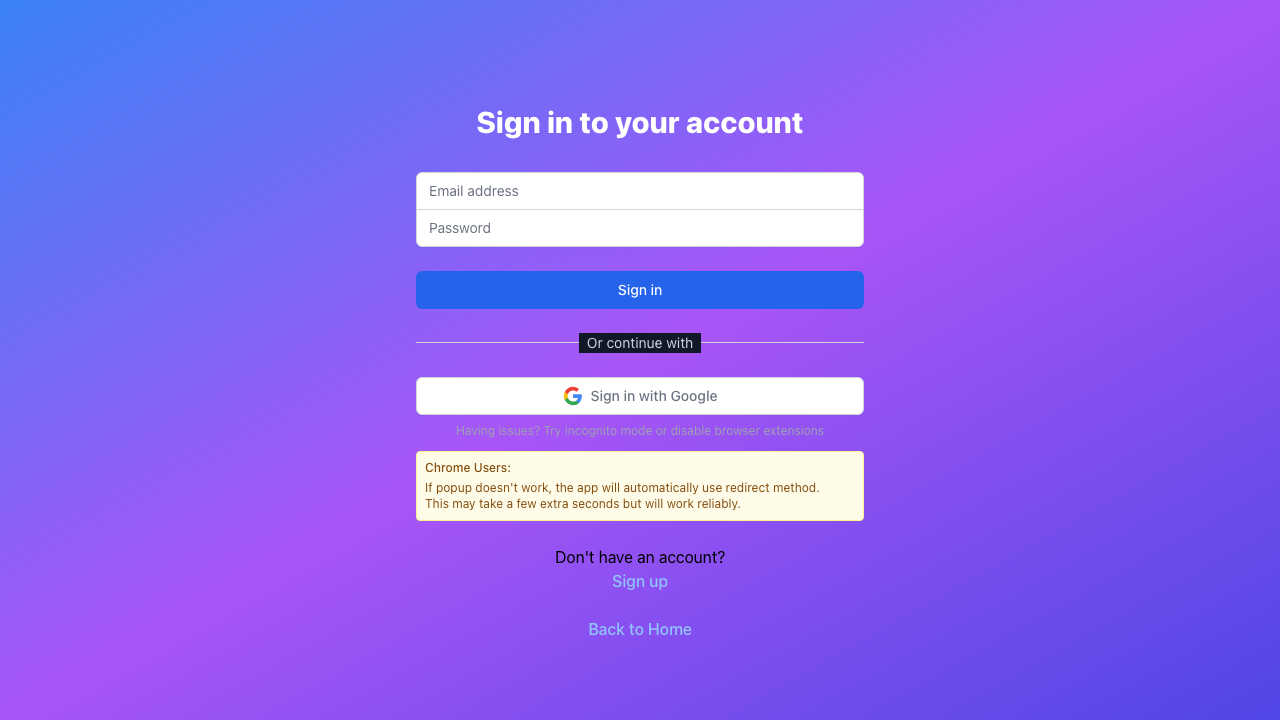 Sign in to your account
Email address
Password
Sign in
Or continue with
Sign in with Google
Having issues? Try incognito mode or disable browser extensions
Chrome Users:
If popup doesn't work, the app will automatically use redirect method.
This may take a few extra seconds but will work reliably.
Don't have an account?
Sign up
Back to Home